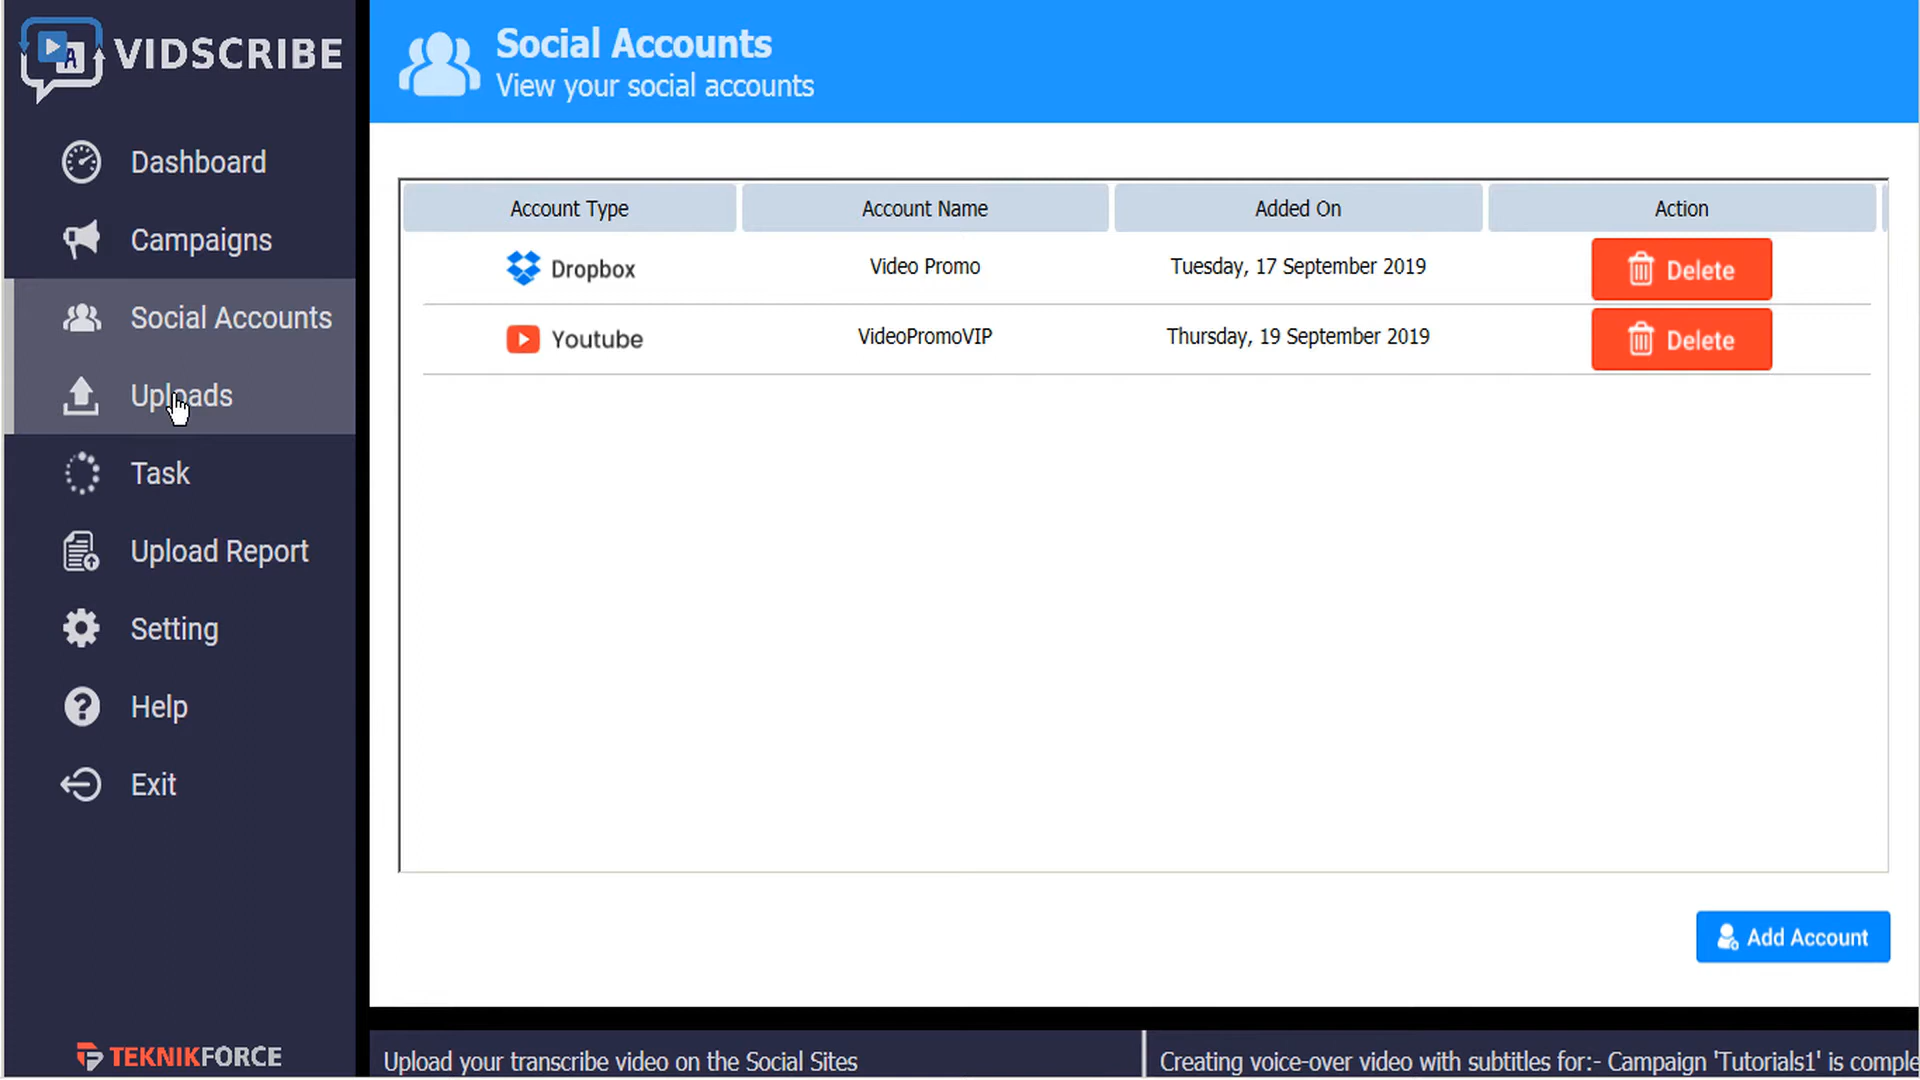 VIDSCRIBE
Dashboard
Campaigns
Social Accounts
Uploads
Task
Upload Report
Setting
Help
Exit
TEKNIKFORCE
Social Accounts
View your social accounts
Account Type Account Name Added On Action
Dropbox Video Promo Tuesday, 17 September 2019 Delete
Youtube VideoPromoVIP Thursday, 19 September 2019 Delete
Add Account
Upload your transcribe video on the Social Sites
Creating voice-over video with subtitles for:- Campaign 'Tutorials1' is comple